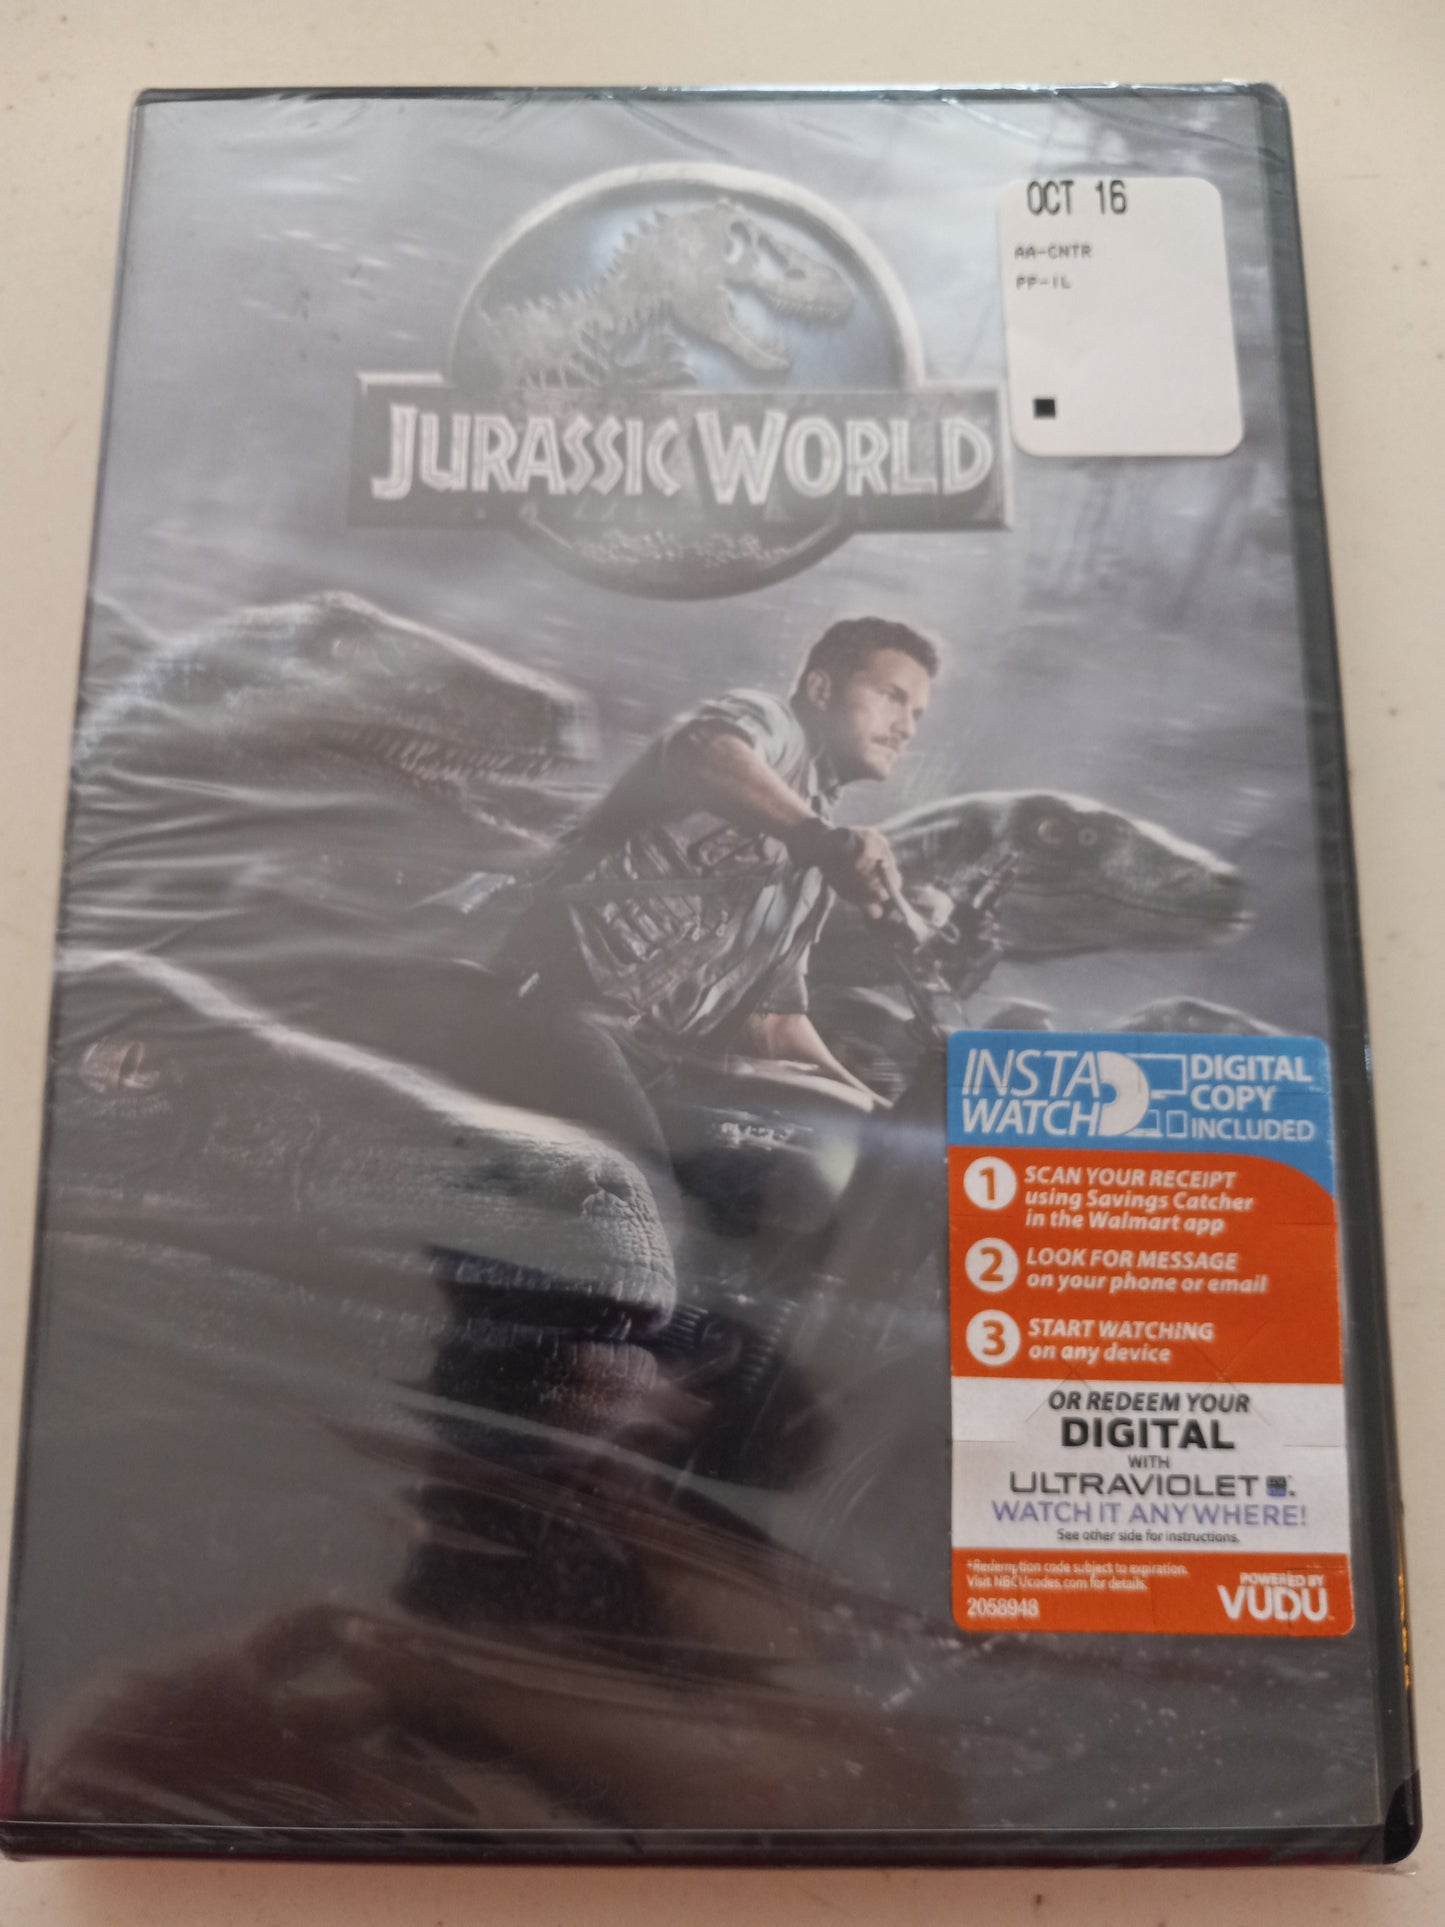 OCT 16
AA-CNTR
PP-IL
JURASSIC WORLD
INSTA
WATCH
DIGITAL
COPY
INCLUDED
1 SCAN YOUR RECEIPT
using Savings Catcher
in the Walmart app
2 LOOK FOR MESSAGE
on your phone or email
3 START WATCHING
on any device
OR REDEEM YOUR
DIGITAL
WITH
ULTRAVIOLET
WATCH IT ANYWHERE!
See other side for instructions.
*Redemption code subject to expiration.
Visit NBCUcodes.com for details.
2058948
POWERED BY
VUDU